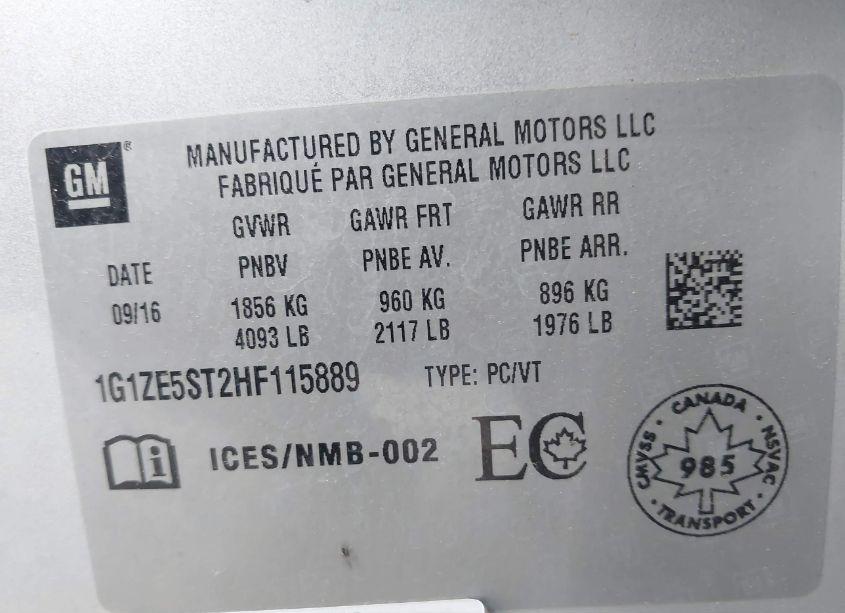 GM®
MANUFACTURED BY GENERAL MOTORS LLC
FABRIQUÉ PAR GENERAL MOTORS LLC
GVWR GAWR FRT GAWR RR
DATE PNBV PNBE AV. PNBE ARR.
09/16 1856 KG 960 KG 896 KG
4093 LB 2117 LB 1976 LB
1G1ZE5ST2HF115889 TYPE: PC/VT
i ICES/NMB-002 EC
CANADA
CMVSS 985 NSVAC
TRANSPORT